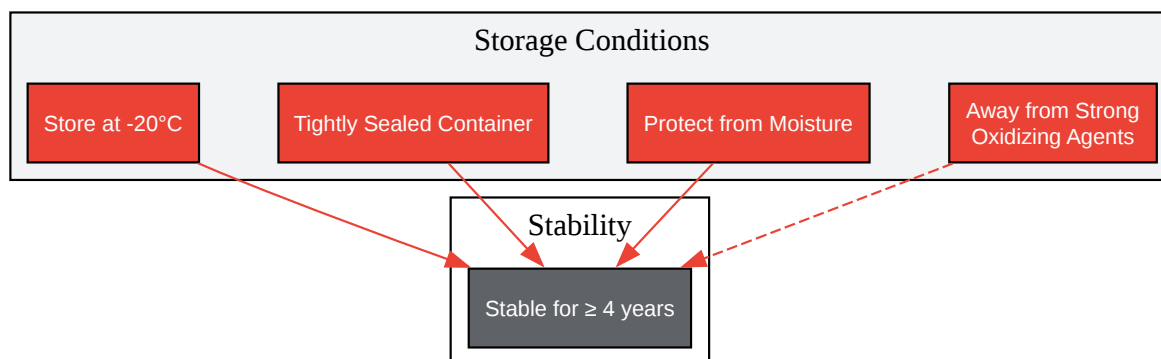 Storage Conditions
Store at -20°C
Tightly Sealed Container
Protect from Moisture
Away from Strong
Oxidizing Agents
Stability
Stable for ≥ 4 years